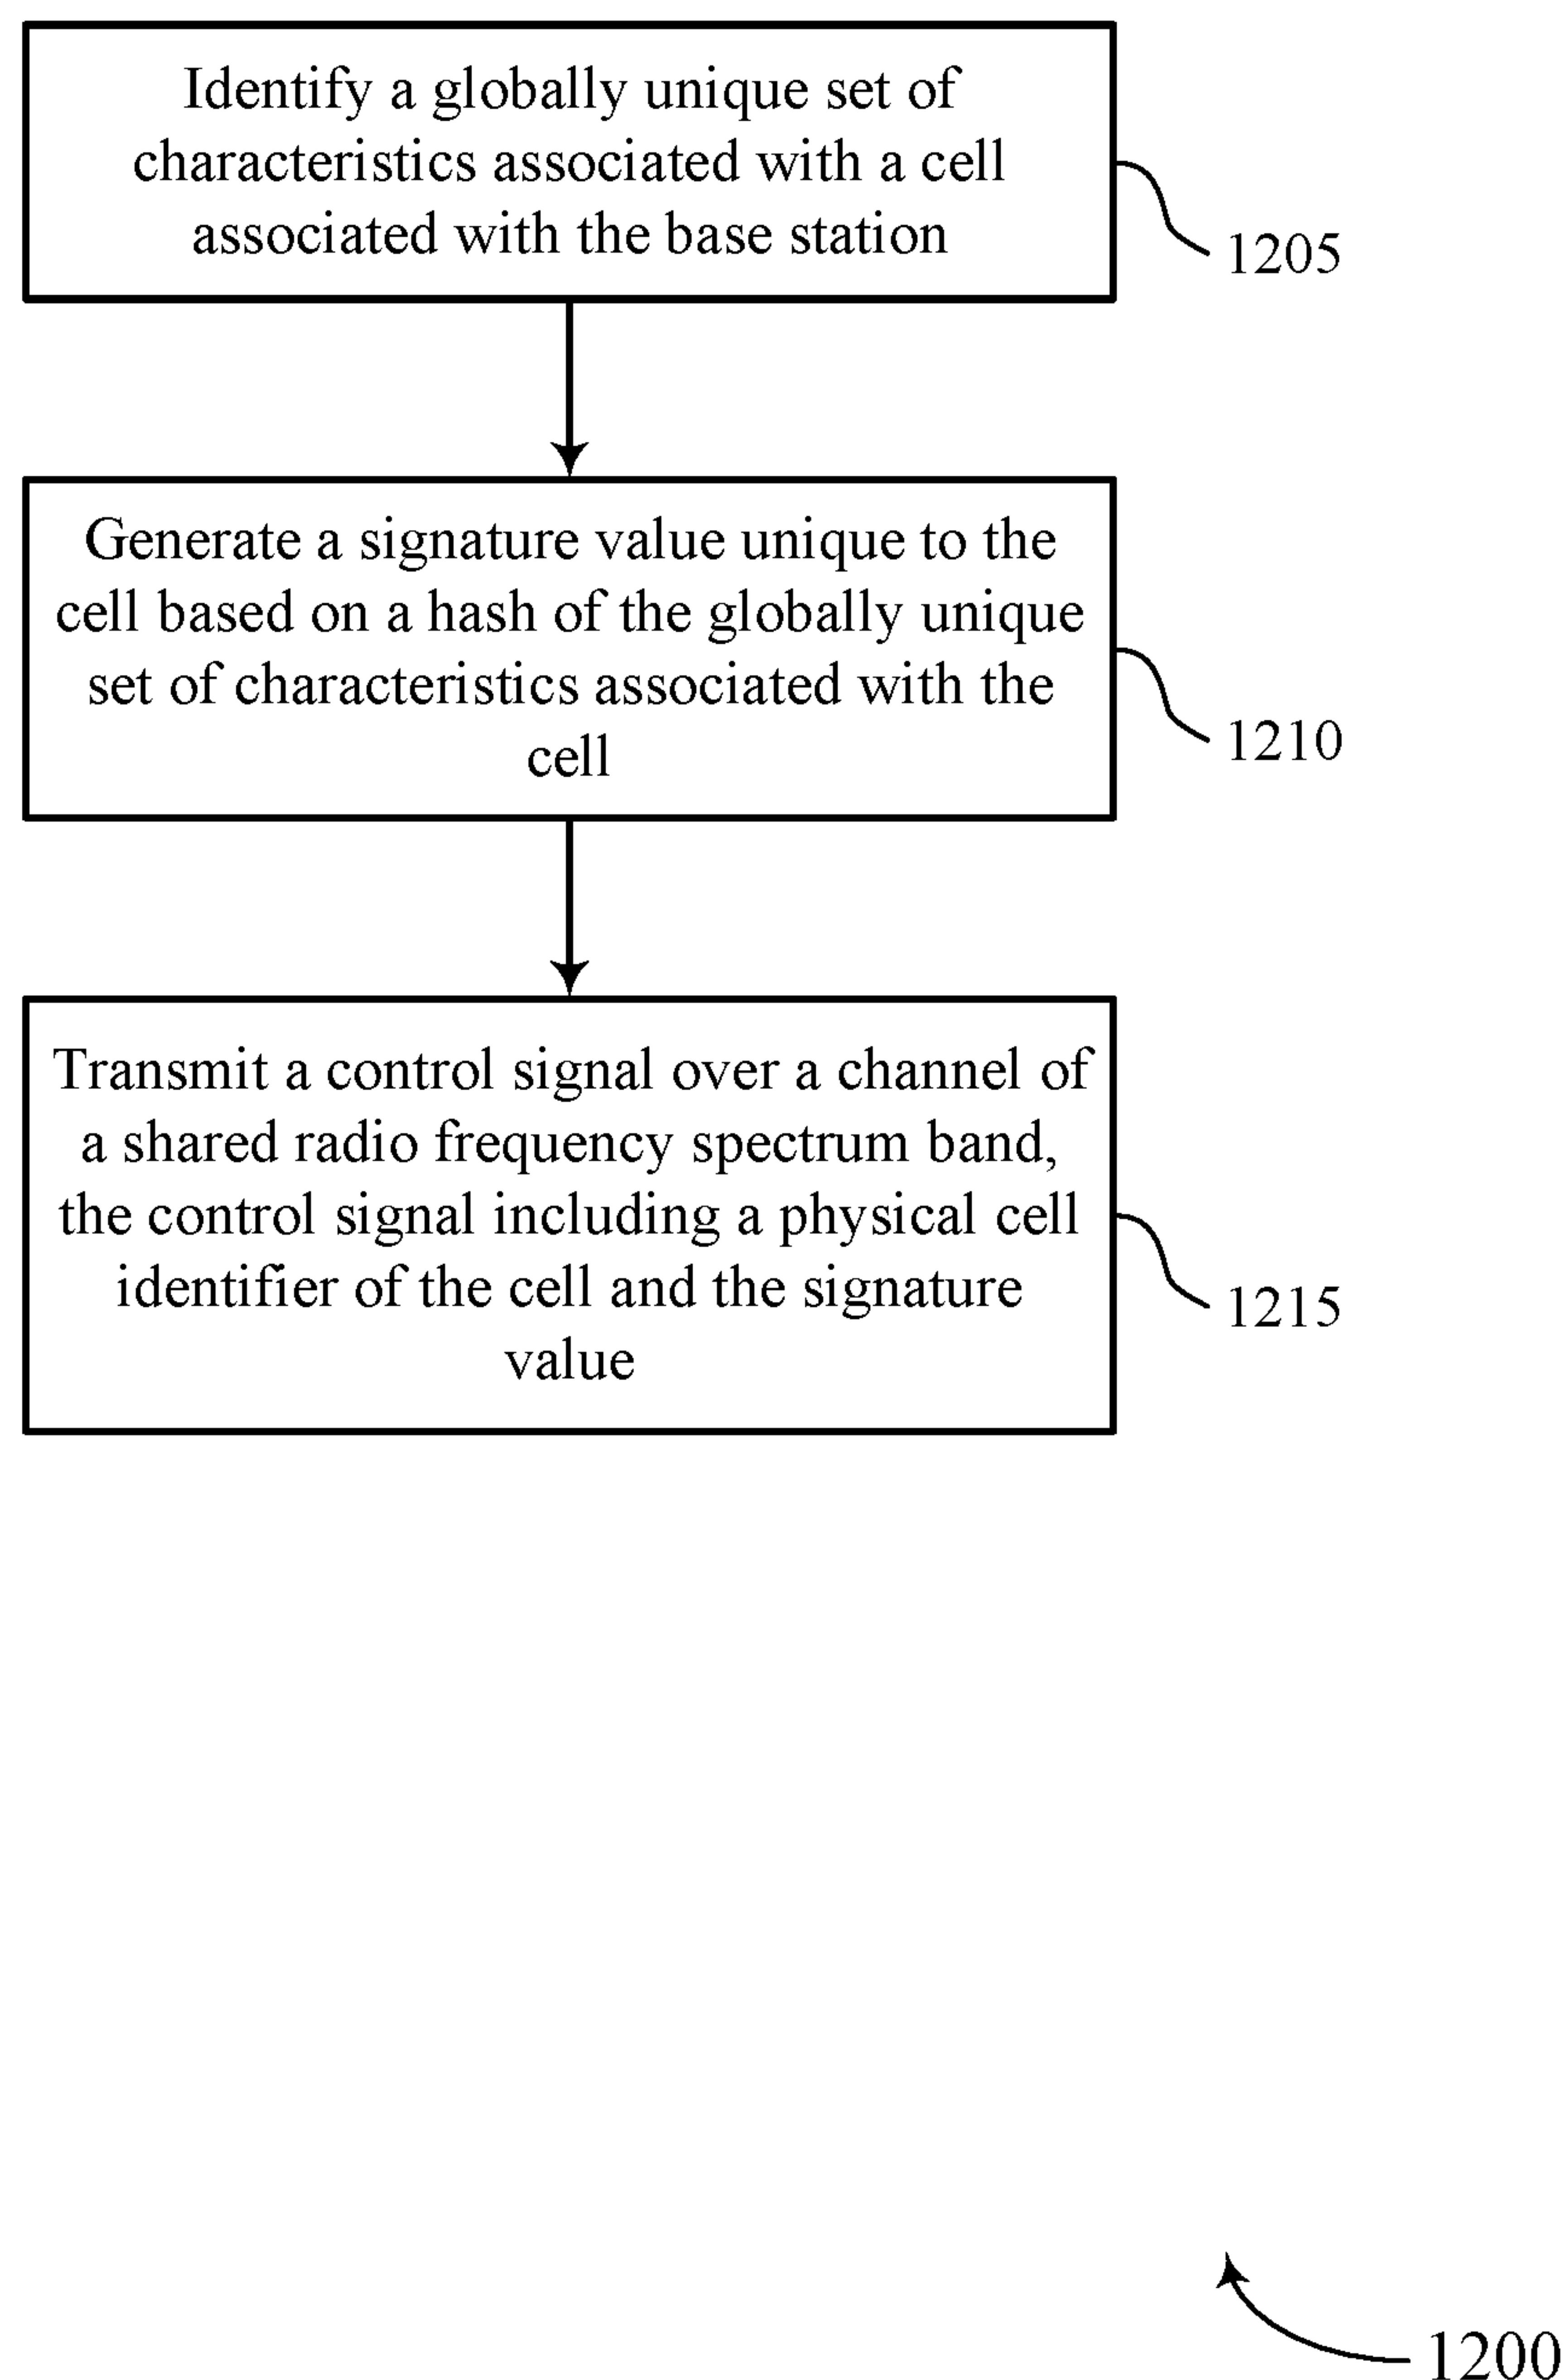 Identify a globally unique set of
characteristics associated with a cell
associated with the base station
1205
Generate a signature value unique to the
cell based on a hash of the globally unique
set of characteristics associated with the
cell
1210
Transmit a control signal over a channel of
a shared radio frequency spectrum band,
the control signal including a physical cell
identifier of the cell and the signature
value
1215
1200